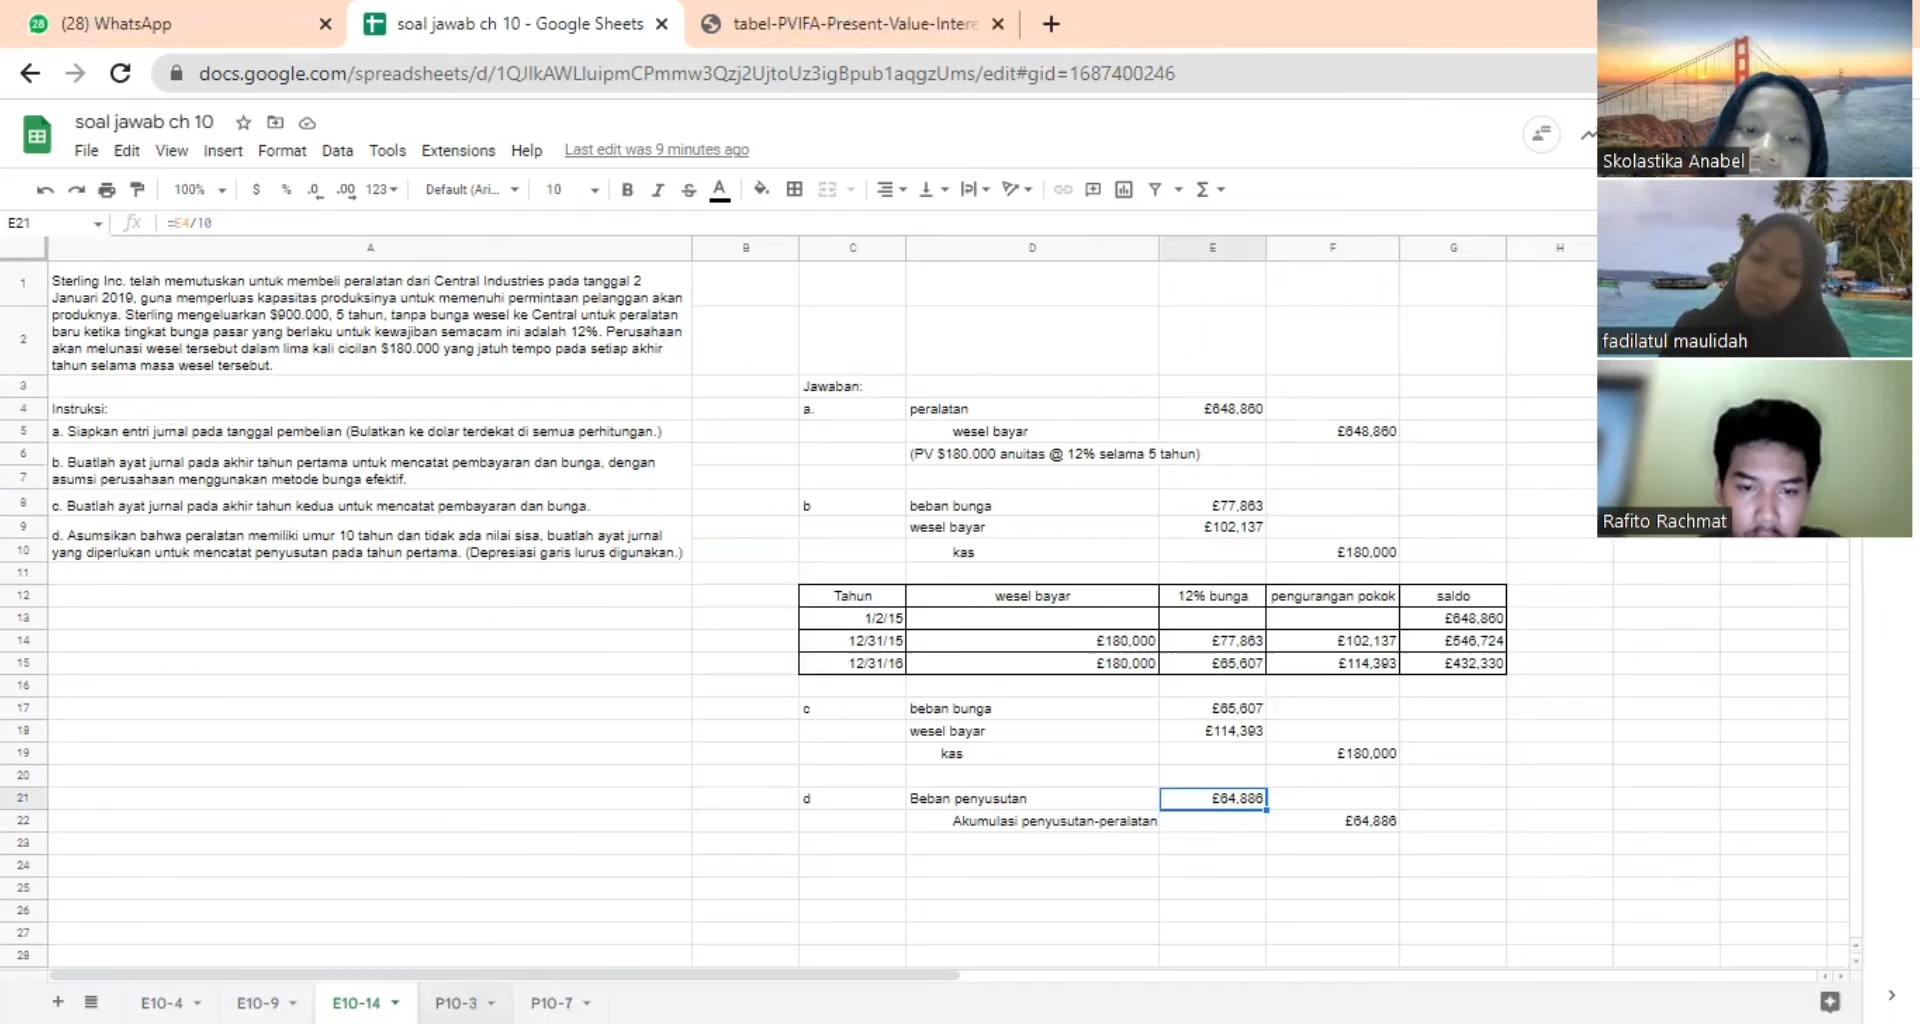 28 (28) WhatsApp
soal jawab ch 10 - Google Sheets
tabel-PVIFA-Present-Value-Intere
docs.google.com/spreadsheets/d/1QJIkAWLIuipmCPmmw3Qzj2UjtoUz3igBpub1aqgzUms/edit#gid=1687400246
soal jawab ch 10
File Edit View Insert Format Data Tools Extensions Help Last edit was 9 minutes ago
100% $ % .0 .00 123 Default (Ari... 10 B I S A
E21 fx =E4/10
A B C D E F G H
1 Sterling Inc. telah memutuskan untuk membeli peralatan dari Central Industries pada tanggal 2
Januari 2019, guna memperluas kapasitas produksinya untuk memenuhi permintaan pelanggan akan
produknya. Sterling mengeluarkan $900.000, 5 tahun, tanpa bunga wesel ke Central untuk peralatan
2 baru ketika tingkat bunga pasar yang berlaku untuk kewajiban semacam ini adalah 12%. Perusahaan
akan melunasi wesel tersebut dalam lima kali cicilan $180.000 yang jatuh tempo pada setiap akhir
tahun selama masa wesel tersebut.
3 Jawaban:
4 Instruksi: a. peralatan £648,860
5 a. Siapkan entri jurnal pada tanggal pembelian (Bulatkan ke dolar terdekat di semua perhitungan.) wesel bayar £648,860
6 (PV $180.000 anuitas @ 12% selama 5 tahun)
b. Buatlah ayat jurnal pada akhir tahun pertama untuk mencatat pembayaran dan bunga, dengan
7 asumsi perusahaan menggunakan metode bunga efektif.
8 c. Buatlah ayat jurnal pada akhir tahun kedua untuk mencatat pembayaran dan bunga. b beban bunga £77,863
9 wesel bayar £102,137
d. Asumsikan bahwa peralatan memiliki umur 10 tahun dan tidak ada nilai sisa, buatlah ayat jurnal
10 yang diperlukan untuk mencatat penyusutan pada tahun pertama. (Depresiasi garis lurus digunakan.) kas £180,000
11
12 Tahun wesel bayar 12% bunga pengurangan pokok saldo
13 1/2/15 £648,860
14 12/31/15 £180,000 £77,863 £102,137 £546,724
15 12/31/16 £180,000 £65,607 £114,393 £432,330
16
17 c beban bunga £65,607
18 wesel bayar £114,393
19 kas £180,000
20
21 d Beban penyusutan £64,886
22 Akumulasi penyusutan-peralatan £64,886
23
24
25
26
27
28
E10-4 E10-9 E10-14 P10-3 P10-7
Skolastika Anabel
fadilatul maulidah
Rafito Rachmat